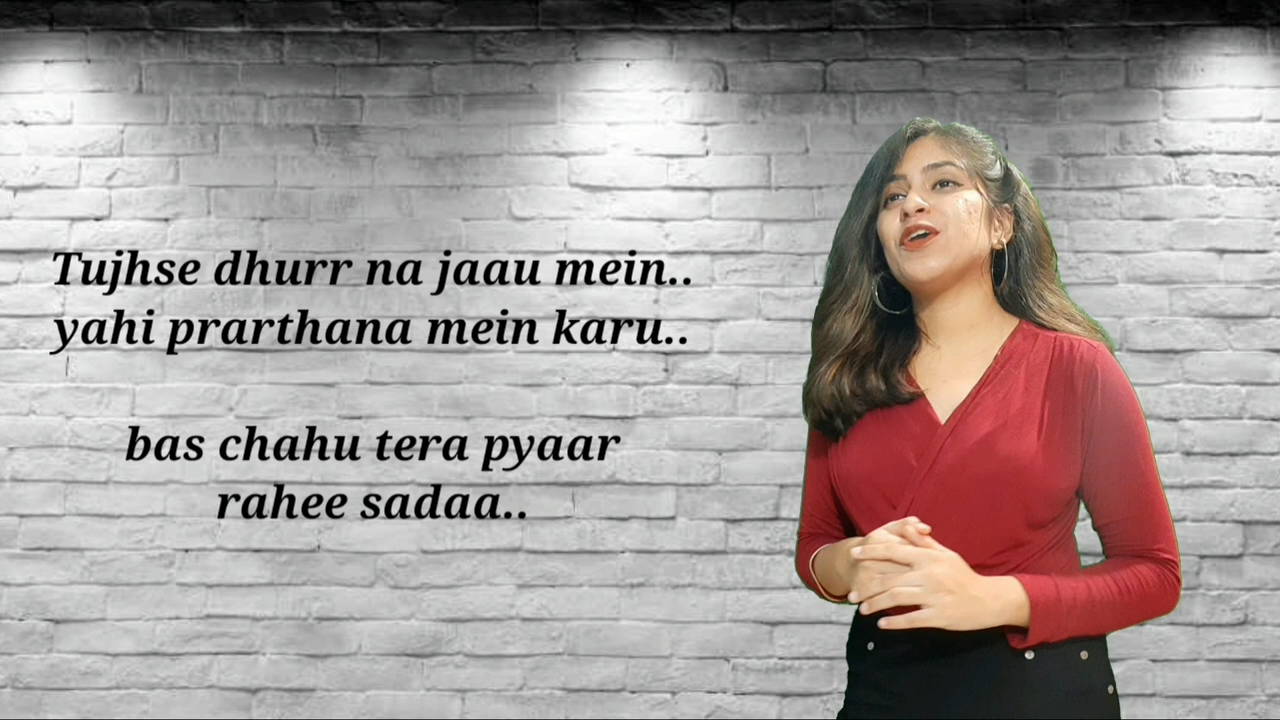 Tujhse dhurr na jaau mein..
yahi prarthana mein karu..
bas chahu tera pyaar
rahee sadaa..